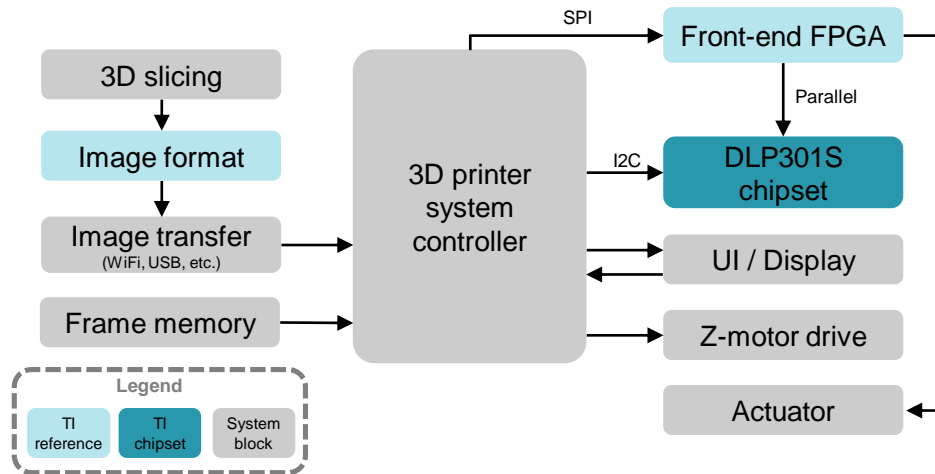 SPI
Front-end FPGA
3D slicing
Parallel
Image format
I2C
DLP301S
chipset
3D printer
system
controller
Image transfer
(WiFi, USB, etc.)
UI / Display
Frame memory
Z-motor drive
Legend
TI
reference
TI
chipset
System
block
Actuator